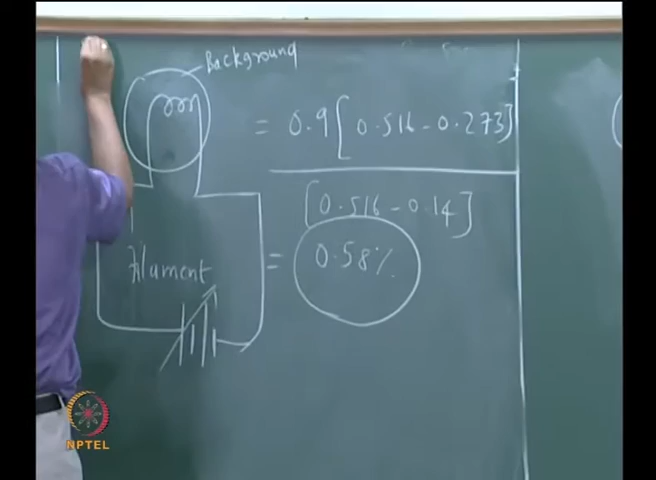 Background
= 0.9[0.516-0.273]
[0.516-0.14]
Filament
= 0.58%
NPTEL